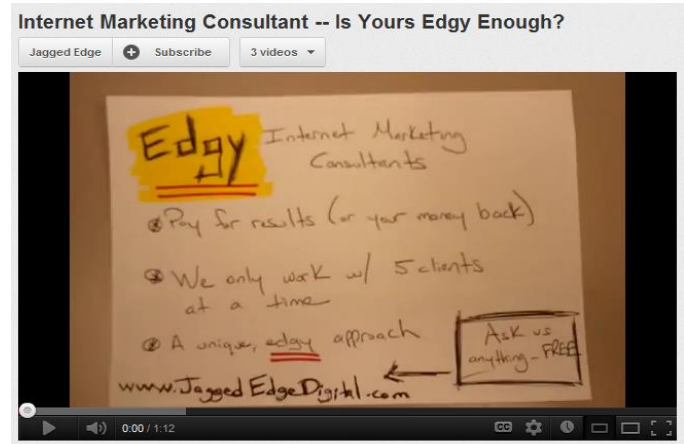 Internet Marketing Consultant -- Is Yours Edgy Enough?
Jagged Edge Subscribe 3 videos
Edgy Internet Marketing
Consultants
Pay for results (or your money back)
We only work w/ 5 clients
at a time
A unique, edgy approach
Ask us
anything - FREE
www.JaggedEdgeDigital.com
0:00 / 1:12 CC